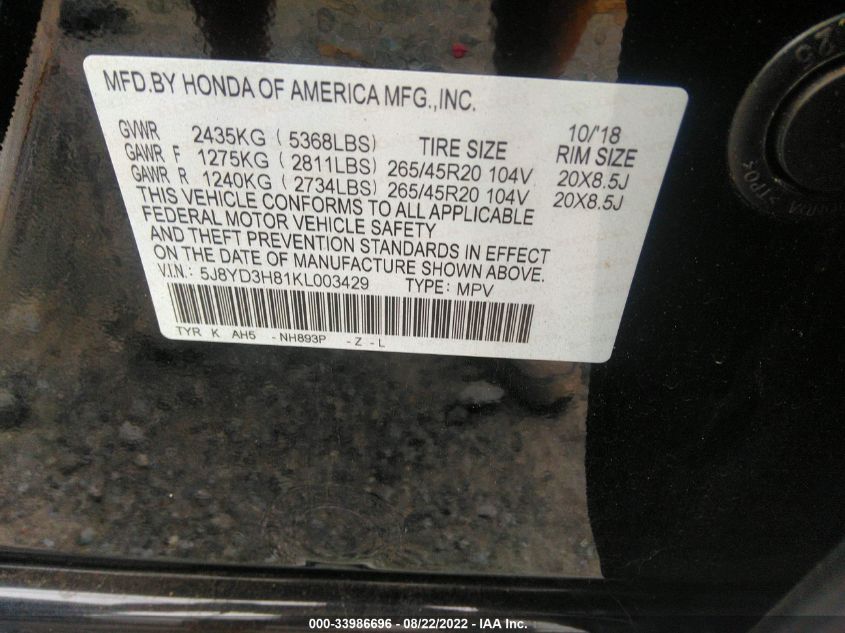 MFD.BY HONDA OF AMERICA MFG.,INC.
10/'18
GVWR 2435KG ( 5368LBS) TIRE SIZE RIM SIZE
GAWR F 1275KG ( 2811LBS) 265/45R20 104V 20X8.5J
GAWR R 1240KG ( 2734LBS) 265/45R20 104V 20X8.5J
THIS VEHICLE CONFORMS TO ALL APPLICABLE
FEDERAL MOTOR VEHICLE SAFETY
AND THEFT PREVENTION STANDARDS IN EFFECT
ON THE DATE OF MANUFACTURE SHOWN ABOVE.
V.I.N.: 5J8YD3H81KL003429 TYPE: MPV
TYR K AH5 -NH893P -Z -L
000-33986696 - 08/22/2022 - IAA Inc.